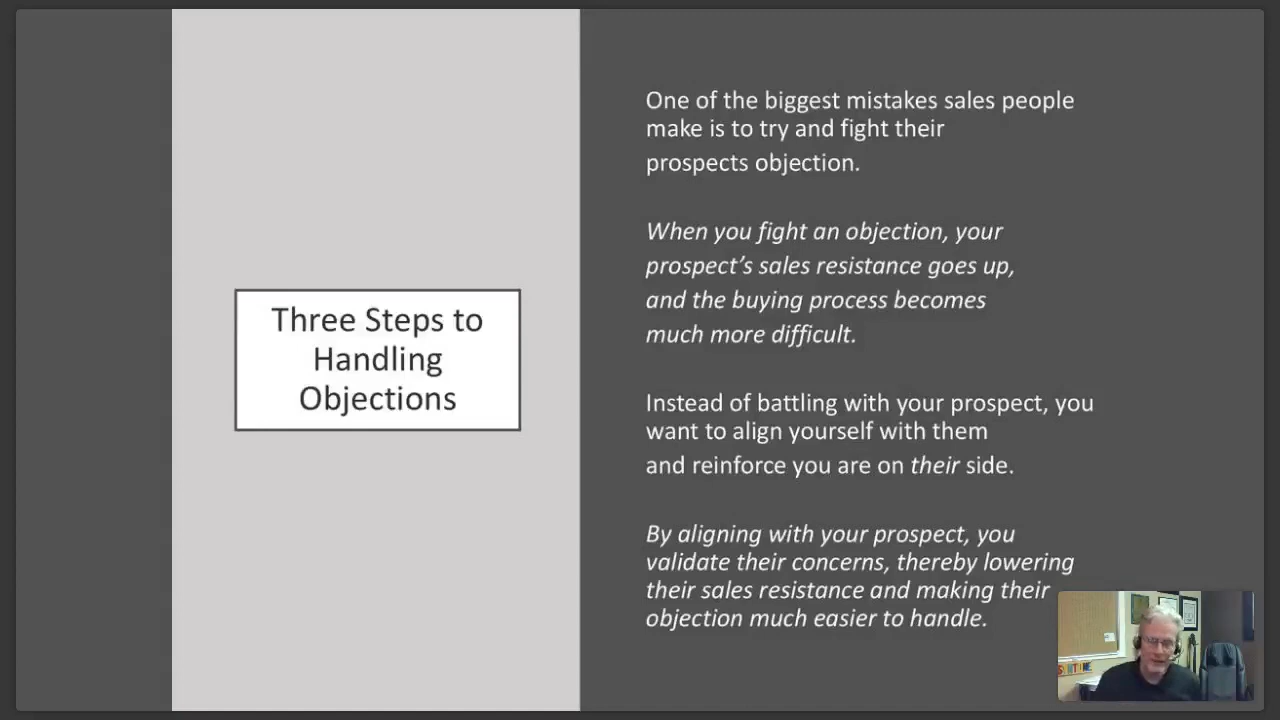 Three Steps to
Handling
Objections
One of the biggest mistakes sales people
make is to try and fight their
prospects objection.
When you fight an objection, your
prospect’s sales resistance goes up,
and the buying process becomes
much more difficult.
Instead of battling with your prospect, you
want to align yourself with them
and reinforce you are on their side.
By aligning with your prospect, you
validate their concerns, thereby lowering
their sales resistance and making their
objection much easier to handle.